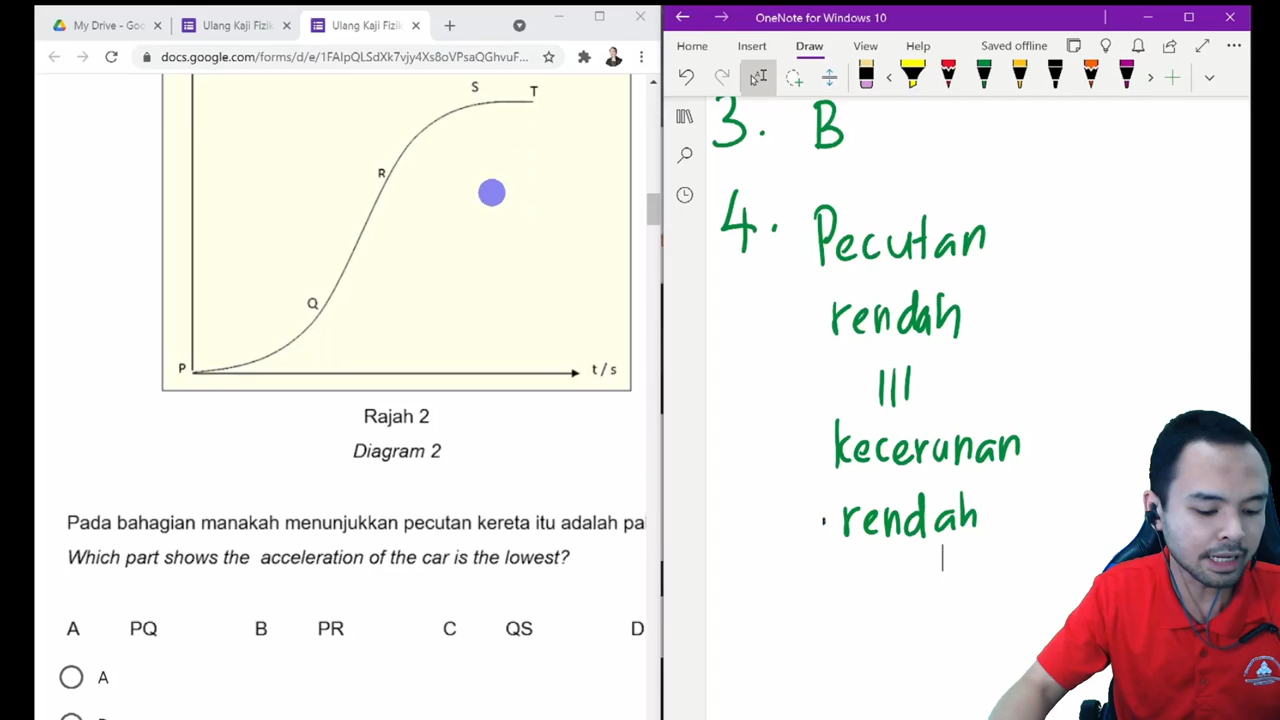 My Drive - Goo
Ulang Kaji Fizik
Ulang Kaji Fizik
docs.google.com/forms/d/e/1FAIpQLSdXk7vjy4Xs8oVPsaQGhvuF...
S
T
R
Q
P
t / s
Rajah 2
Diagram 2
Pada bahagian manakah menunjukkan pecutan kereta itu adalah pai
Which part shows the acceleration of the car is the lowest?
A PQ B PR C QS D
A
OneNote for Windows 10
Home Insert Draw View Help Saved offline
3. B
4. Pecutan
rendah
|||
kecerunan
rendah